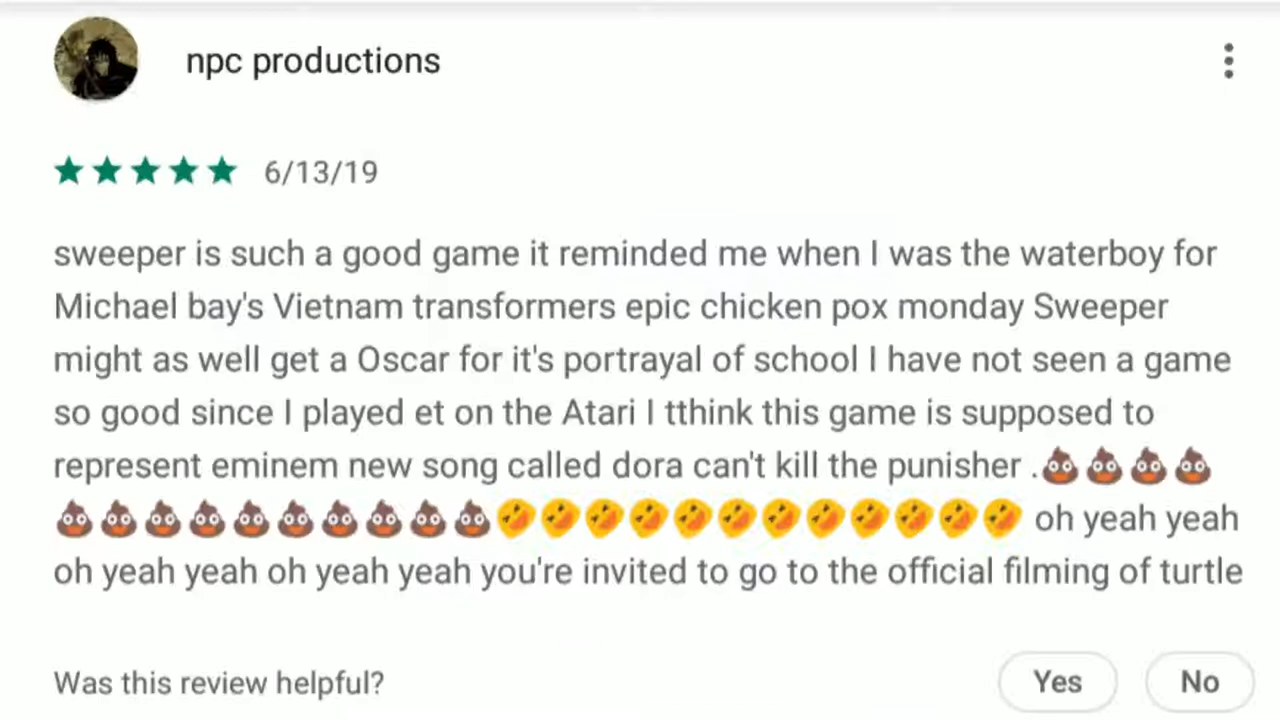 npc productions
6/13/19
sweeper is such a good game it reminded me when I was the waterboy for
Michael bay's Vietnam transformers epic chicken pox monday Sweeper
might as well get a Oscar for it's portrayal of school I have not seen a game
so good since I played et on the Atari I tthink this game is supposed to
represent eminem new song called dora can't kill the punisher .💩💩💩💩
💩💩💩💩💩💩💩💩💩💩🤣🤣🤣🤣🤣🤣🤣🤣🤣🤣🤣🤣 oh yeah yeah
oh yeah yeah oh yeah yeah you're invited to go to the official filming of turtle
Was this review helpful?
Yes
No